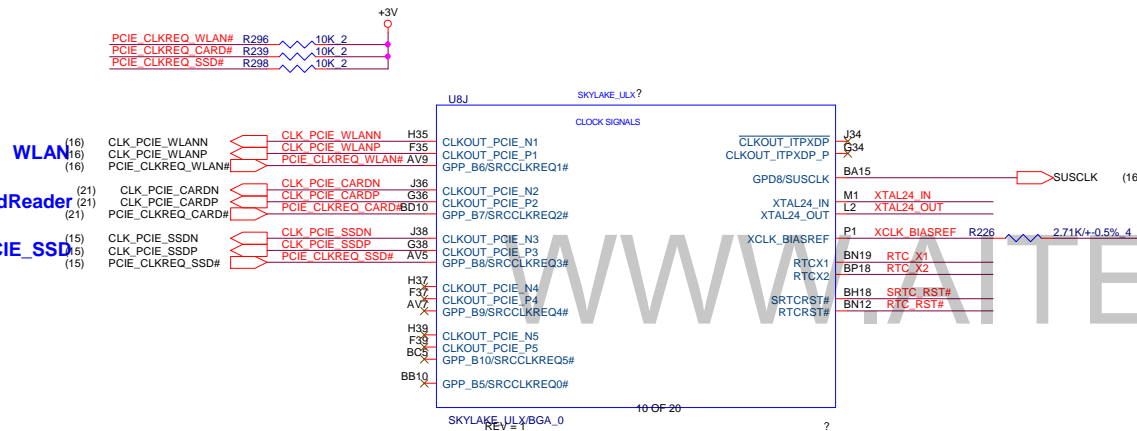 +3V
PCIE_CLKREQ_WLAN# R296 10K_2
PCIE_CLKREQ_CARD# R239 10K_2
PCIE_CLKREQ_SSD# R298 10K_2
U8J SKYLAKE_ULX ?
CLOCK SIGNALS
WLAN
(16) CLK_PCIE_WLANN CLK_PCIE_WLANN H35 CLKOUT_PCIE_N1
(16) CLK_PCIE_WLANP CLK_PCIE_WLANP F35 CLKOUT_PCIE_P1
(16) PCIE_CLKREQ_WLAN# PCIE_CLKREQ_WLAN# AV9 GPP_B6/SRCCLKREQ1#
dReader
(21) CLK_PCIE_CARDN CLK_PCIE_CARDN J36 CLKOUT_PCIE_N2
(21) CLK_PCIE_CARDP CLK_PCIE_CARDP G36 CLKOUT_PCIE_P2
(21) PCIE_CLKREQ_CARD# PCIE_CLKREQ_CARD# BD10 GPP_B7/SRCCLKREQ2#
CIE_SSD
(15) CLK_PCIE_SSDN CLK_PCIE_SSDN J38 CLKOUT_PCIE_N3
(15) CLK_PCIE_SSDP CLK_PCIE_SSDP G38 CLKOUT_PCIE_P3
(15) PCIE_CLKREQ_SSD# PCIE_CLKREQ_SSD# AV5 GPP_B8/SRCCLKREQ3#
H37 CLKOUT_PCIE_N4
F37 CLKOUT_PCIE_P4
AV7 GPP_B9/SRCCLKREQ4#
H39 CLKOUT_PCIE_N5
F39 CLKOUT_PCIE_P5
BC5 GPP_B10/SRCCLKREQ5#
BB10 GPP_B5/SRCCLKREQ0#
CLKOUT_ITPXDP J34
CLKOUT_ITPXDP_P G34
GPD8/SUSCLK BA15 SUSCLK (16
XTAL24_IN M1 XTAL24_IN
XTAL24_OUT L2 XTAL24_OUT
XCLK_BIASREF P1 XCLK_BIASREF R226 2.71K/+-0.5%_4
RTCX1 BN19 RTC_X1
RTCX2 BP18 RTC_X2
SRTCRST# BH18 SRTC_RST#
RTCRST# BN12 RTC_RST#
WWW.AITE
10 OF 20
SKYLAKE_ULX/BGA_0
REV = 1 ?